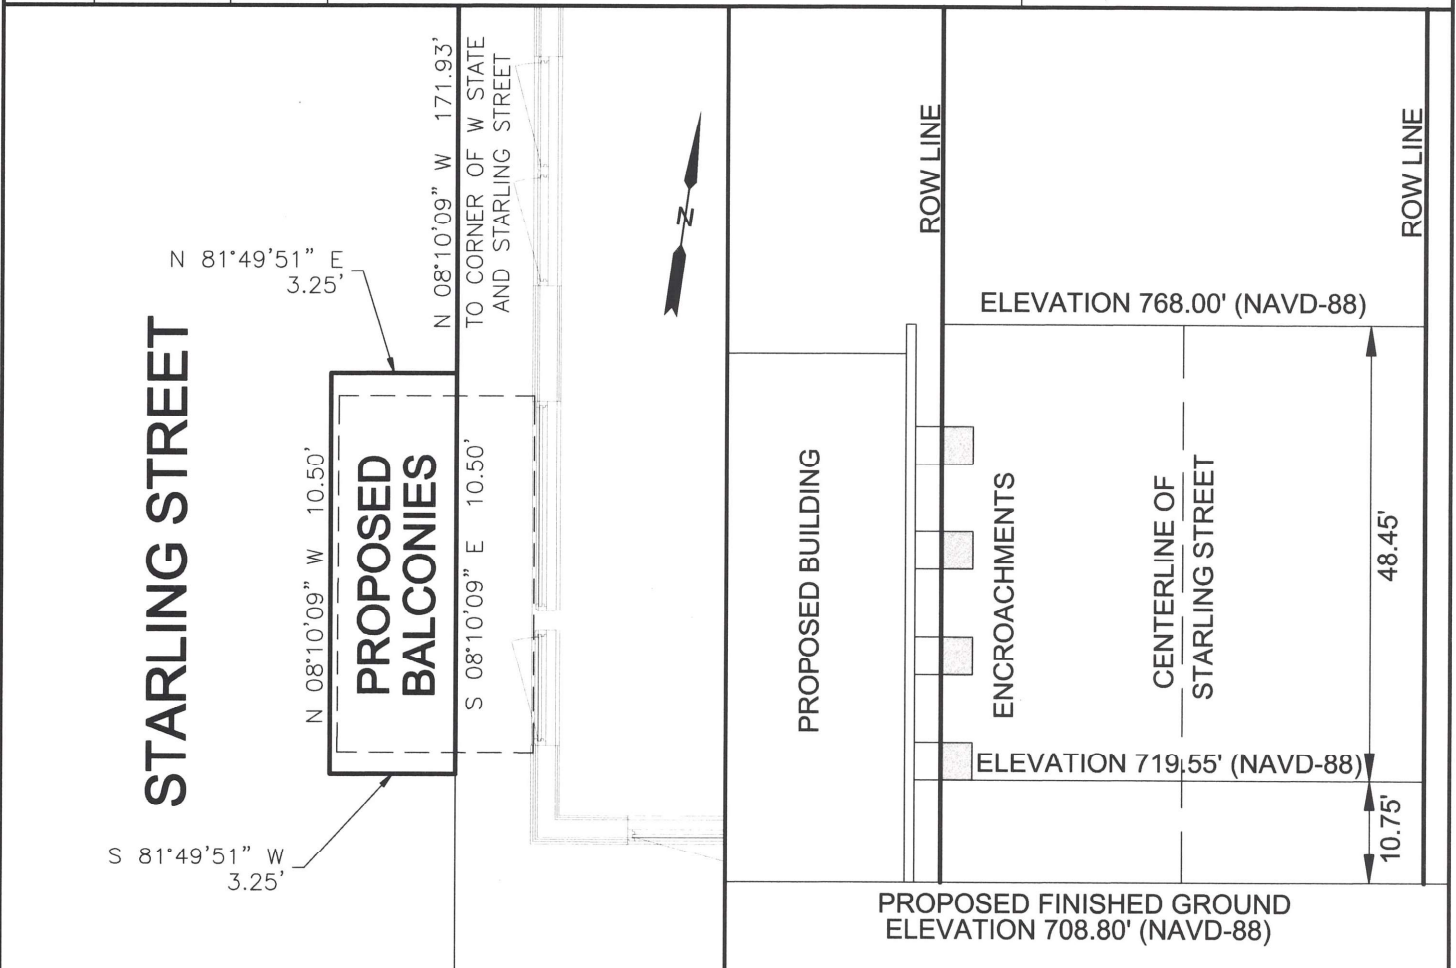 N 08°10'09" W 171.93'
TO CORNER OF W STATE
AND STARLING STREET
N 81°49'51" E
3.25'
STARLING STREET
N 08°10'09" W 10.50'
PROPOSED
BALCONIES
S 08°10'09" E 10.50'
S 81°49'51" W
3.25'
N
ROW LINE
ROW LINE
ELEVATION 768.00' (NAVD-88)
PROPOSED BUILDING
ENCROACHMENTS
CENTERLINE OF
STARLING STREET
48.45'
ELEVATION 719.55' (NAVD-88)
10.75'
PROPOSED FINISHED GROUND
ELEVATION 708.80' (NAVD-88)